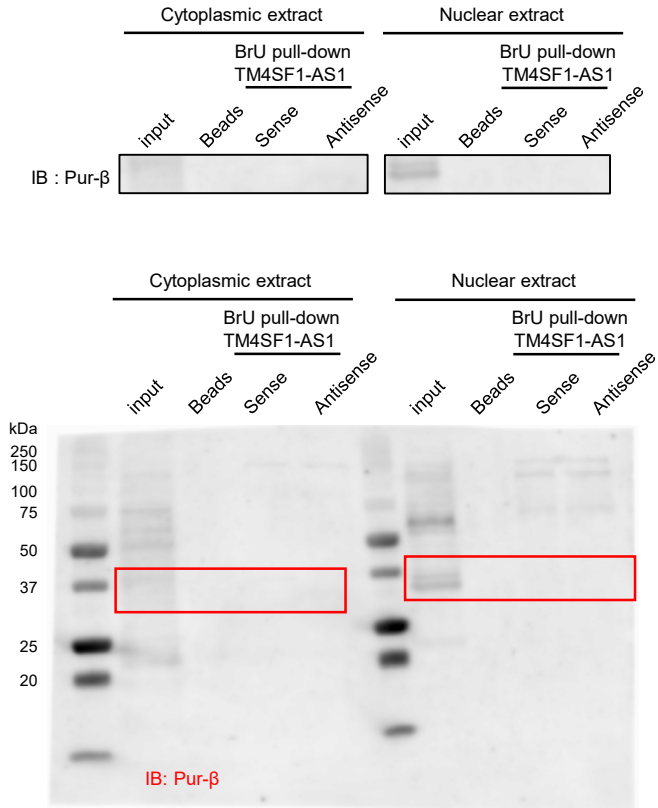 Cytoplasmic extract
Nuclear extract
BrU pull-down
TM4SF1-AS1
BrU pull-down
TM4SF1-AS1
input
Beads
Sense
Antisense
input
Beads
Sense
Antisense
IB : Pur-β
Cytoplasmic extract
Nuclear extract
BrU pull-down
TM4SF1-AS1
BrU pull-down
TM4SF1-AS1
input
Beads
Sense
Antisense
input
Beads
Sense
Antisense
kDa
250
150
100
75
50
37
25
20
IB: Pur-β